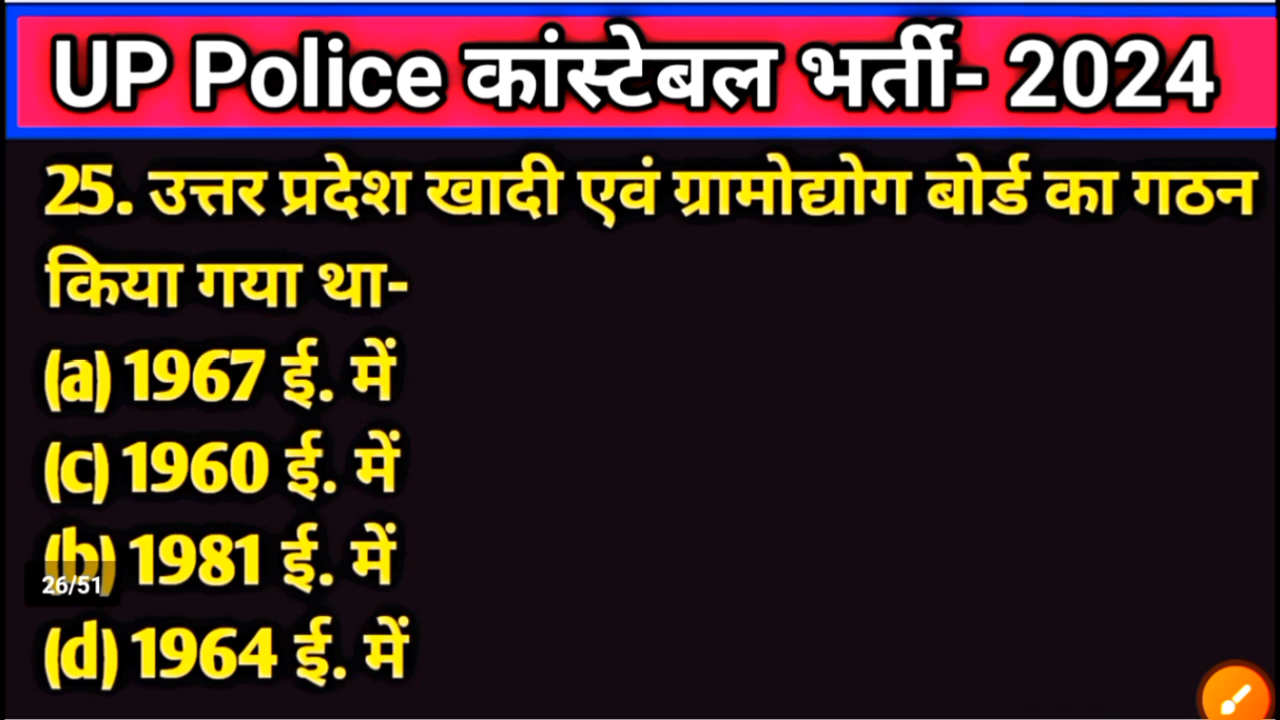 UP Police कांस्टेबल भर्ती- 2024
25. उत्तर प्रदेश खादी एवं ग्रामोद्योग बोर्ड का गठन
किया गया था-
(a) 1967 ई. में
(c) 1960 ई. में
(b) 1981 ई. में
26/51
(d) 1964 ई. में